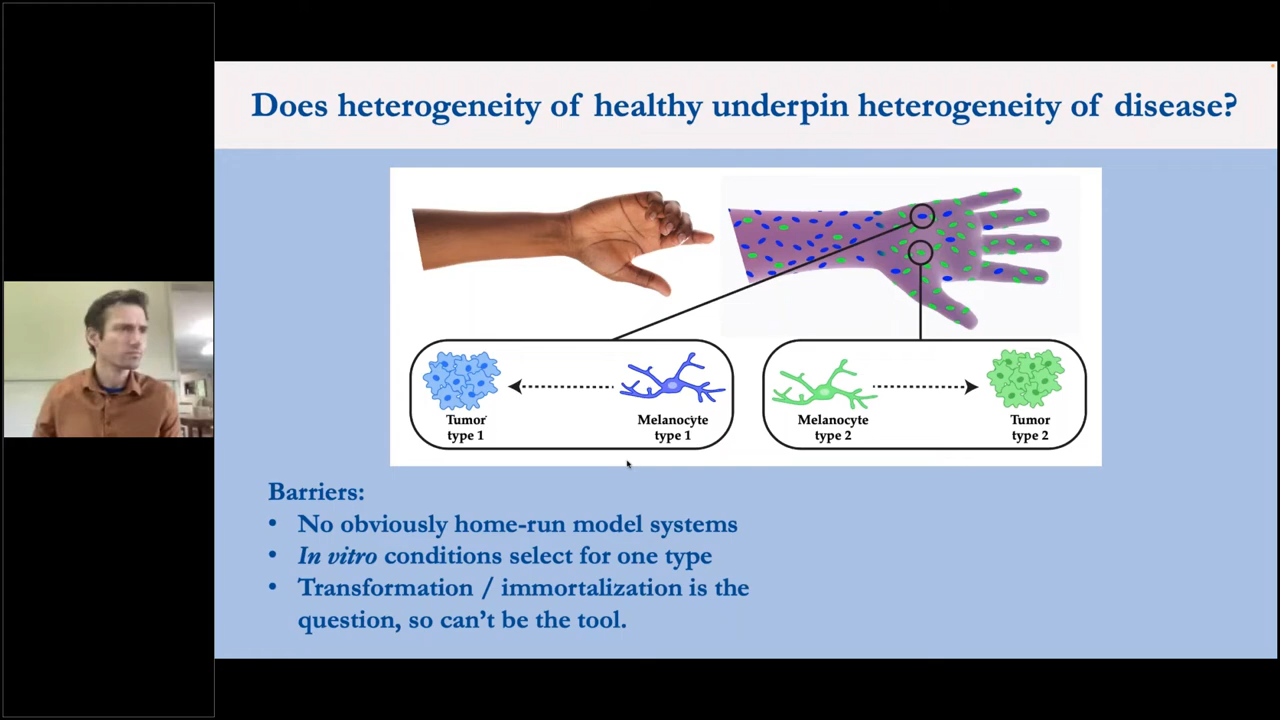 Does heterogeneity of healthy underpin heterogeneity of disease?
Tumor
type 1
Melanocyte
type 1
Melanocyte
type 2
Tumor
type 2
Barriers:
• No obviously home-run model systems
• In vitro conditions select for one type
• Transformation / immortalization is the
question, so can't be the tool.